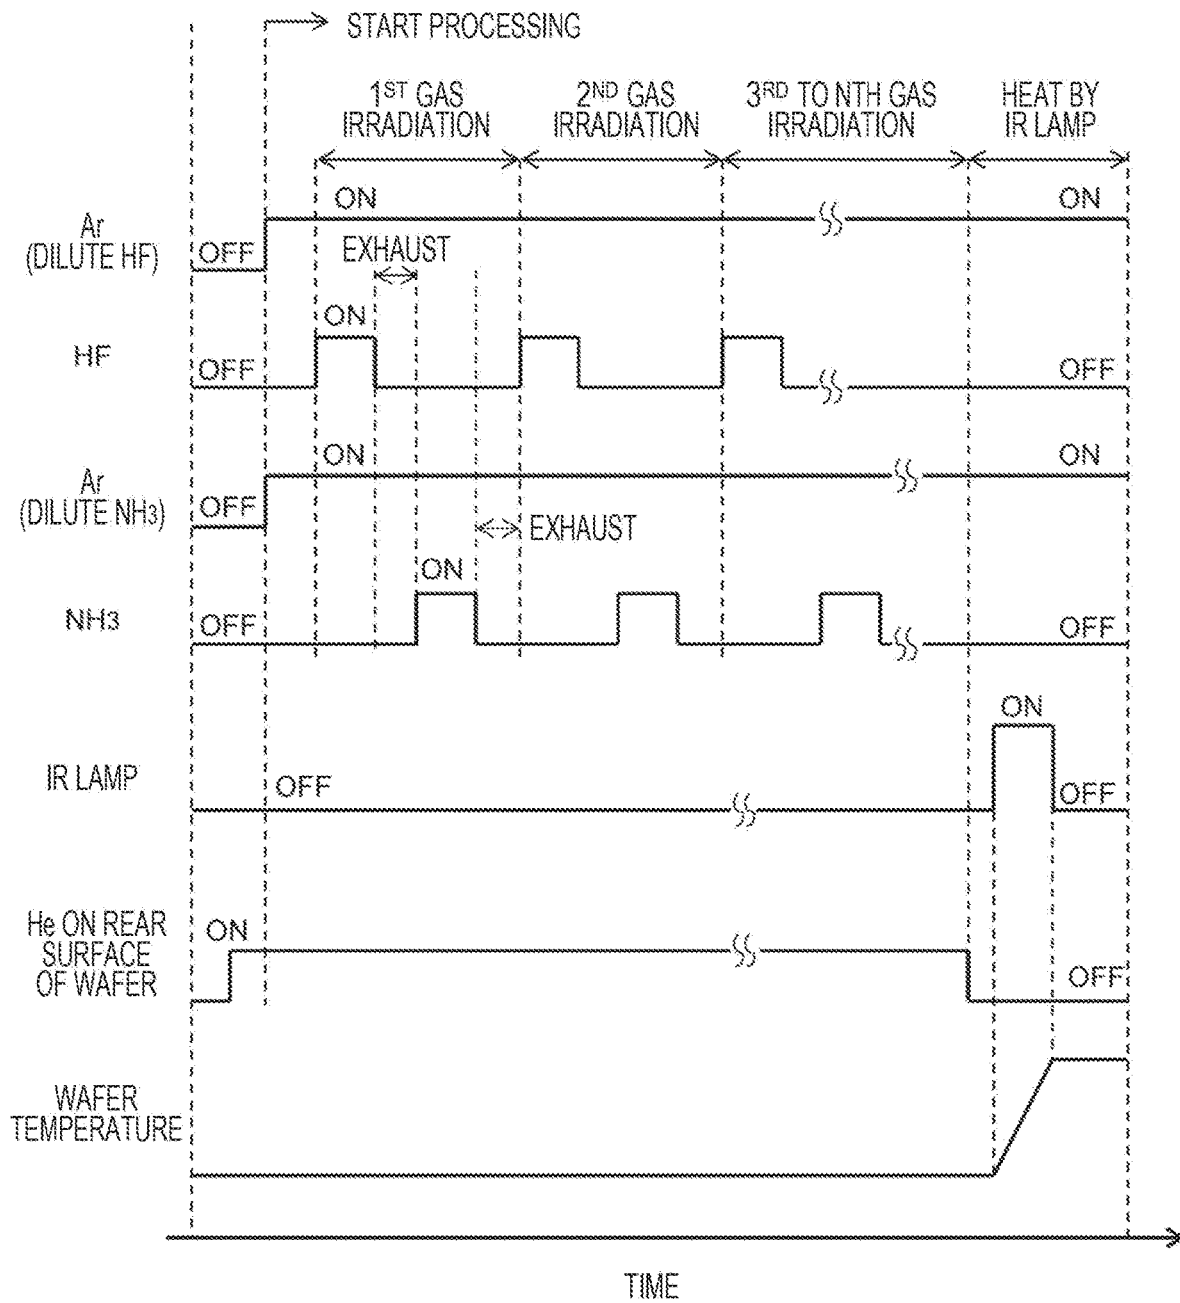 START PROCESSING
1ST GAS
IRRADIATION
2ND GAS
IRRADIATION
3RD TO NTH GAS
IRRADIATION
HEAT BY
IR LAMP
Ar
(DILUTE HF)
OFF
ON
ON
EXHAUST
HF
OFF
ON
OFF
Ar
(DILUTE NH3)
OFF
ON
ON
EXHAUST
NH3
OFF
ON
OFF
IR LAMP
OFF
ON
OFF
He ON REAR
SURFACE
OF WAFER
ON
OFF
WAFER
TEMPERATURE
TIME